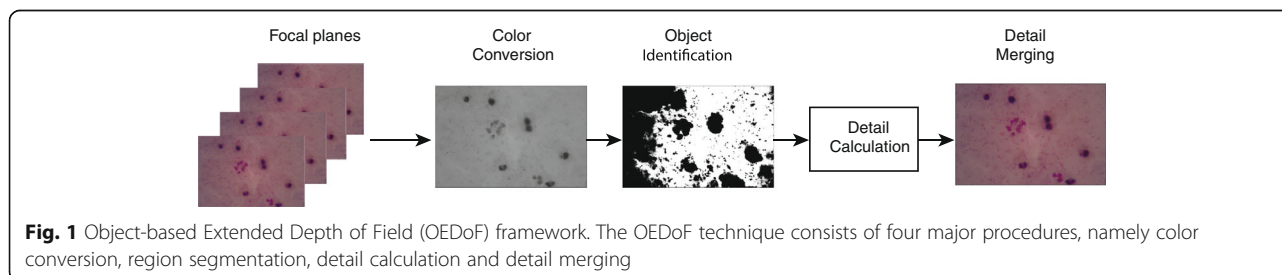 Focal planes
Color
Conversion
Object
Identification
Detail
Calculation
Detail
Merging
Fig. 1 Object-based Extended Depth of Field (OEDoF) framework. The OEDoF technique consists of four major procedures, namely color
conversion, region segmentation, detail calculation and detail merging